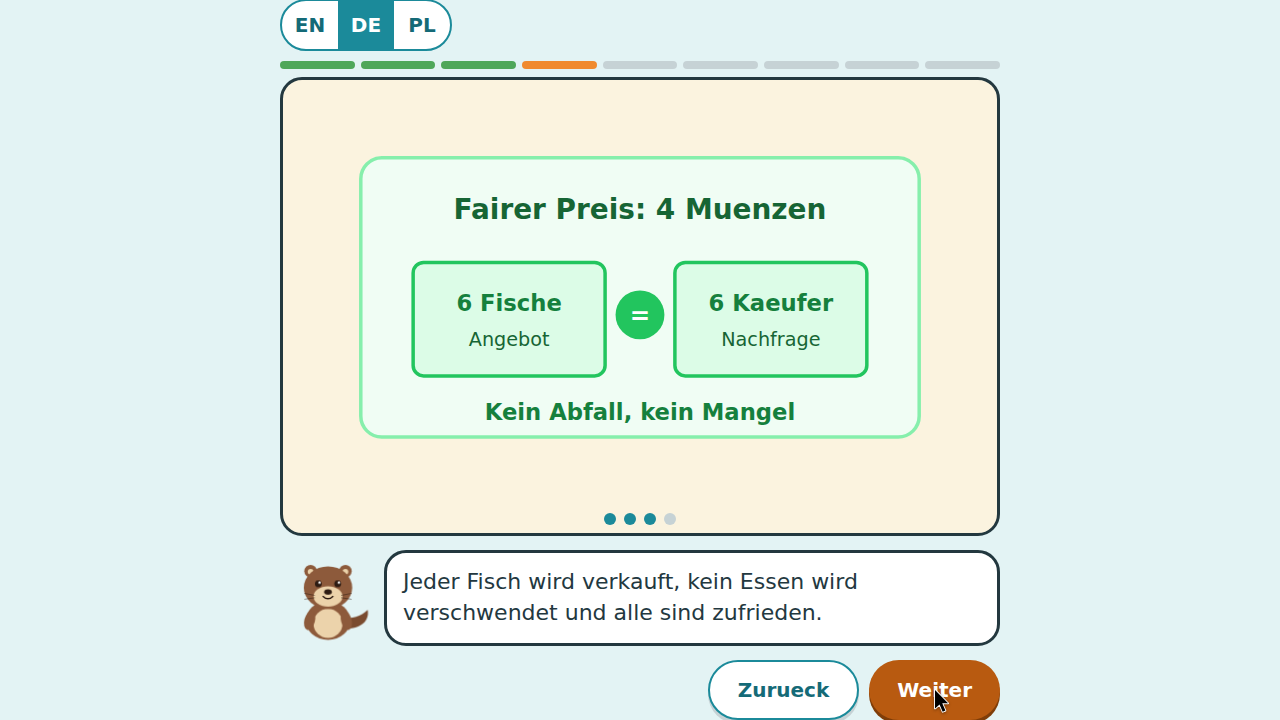 EN DE PL
Fairer Preis: 4 Muenzen
6 Fische
Angebot
=
6 Kaeufer
Nachfrage
Kein Abfall, kein Mangel
Jeder Fisch wird verkauft, kein Essen wird
verschwendet und alle sind zufrieden.
Zurueck
Weiter